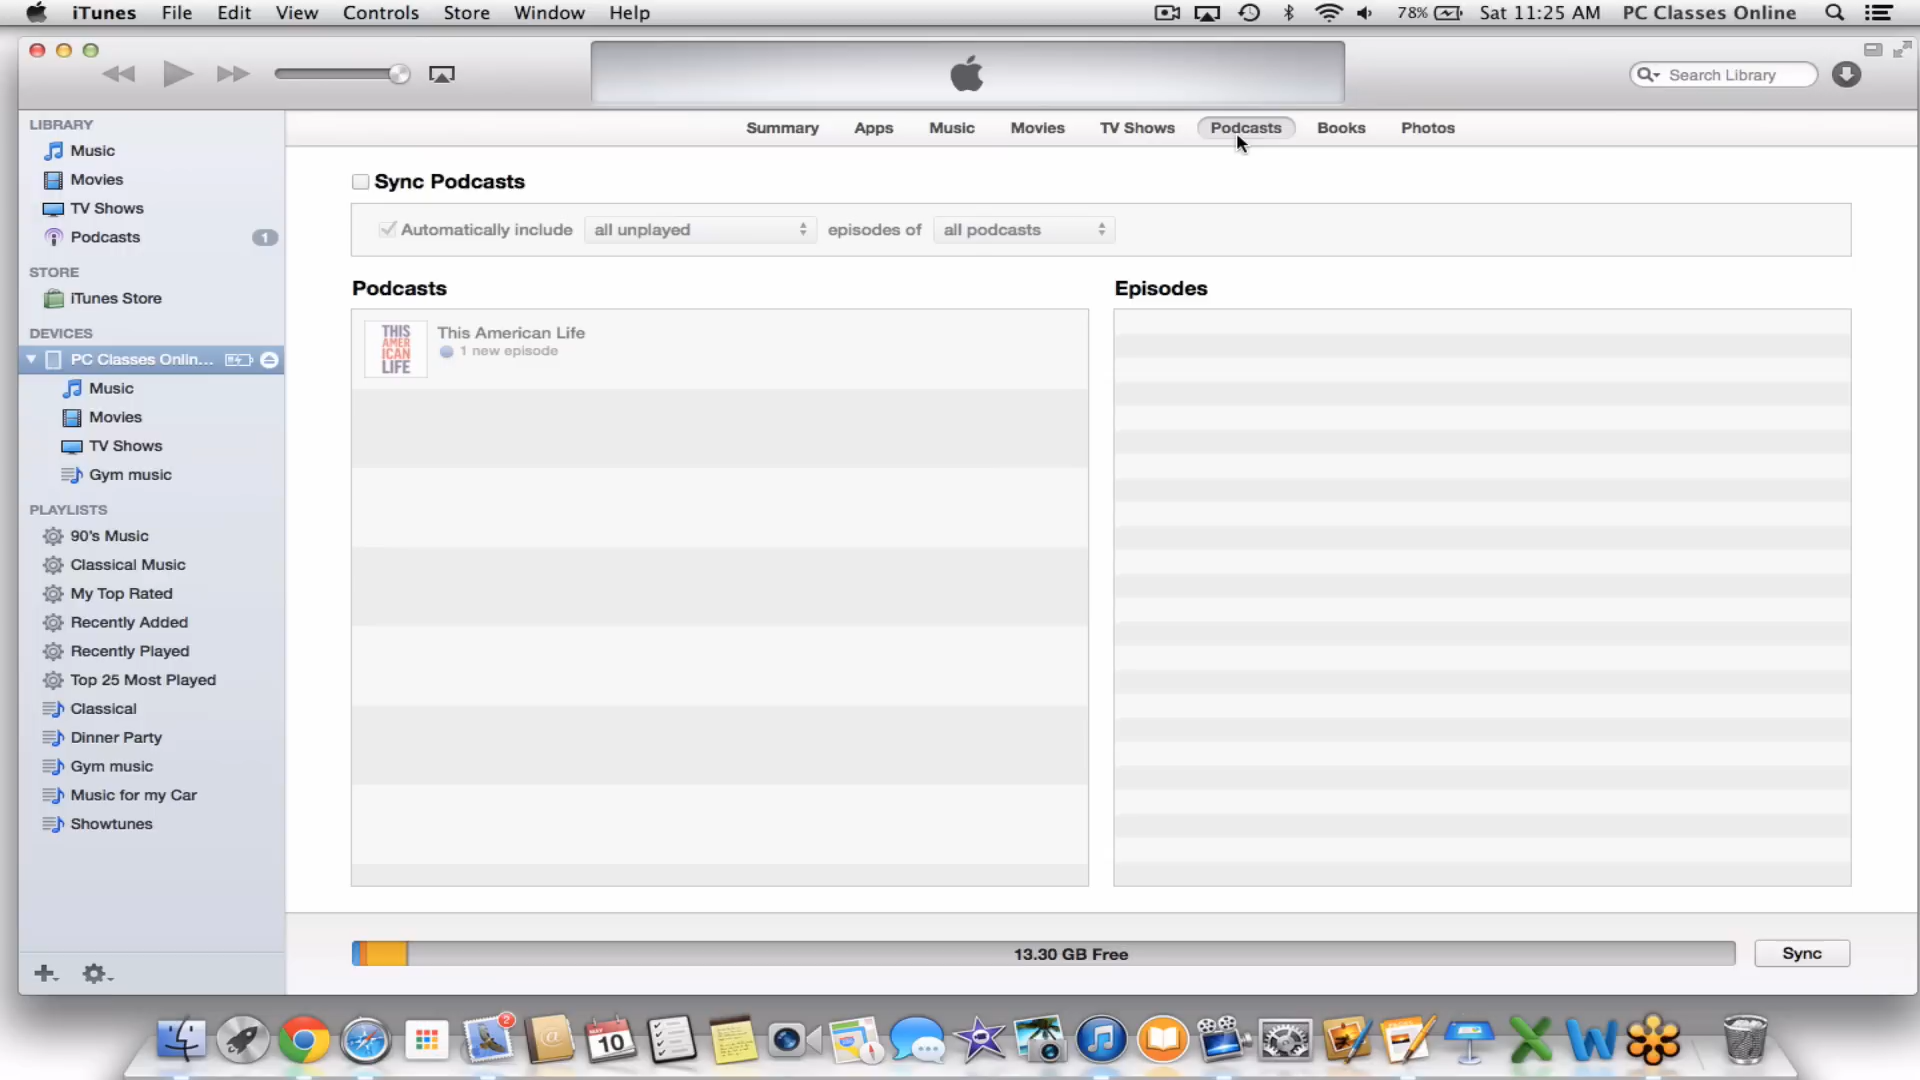 iTunes File Edit View Controls Store Window Help 78% Sat 11:25 AM PC Classes Online
Search Library
LIBRARY
Music
Movies
TV Shows
Podcasts 1
STORE
iTunes Store
DEVICES
PC Classes Onlin...
Music
Movies
TV Shows
Gym music
PLAYLISTS
90's Music
Classical Music
My Top Rated
Recently Added
Recently Played
Top 25 Most Played
Classical
Dinner Party
Gym music
Music for my Car
Showtunes
Summary Apps Music Movies TV Shows Podcasts Books Photos
Sync Podcasts
Automatically include all unplayed episodes of all podcasts
Podcasts
THIS
AMER
ICAN
LIFE
This American Life
1 new episode
Episodes
13.30 GB Free
Sync
2
MAY
10